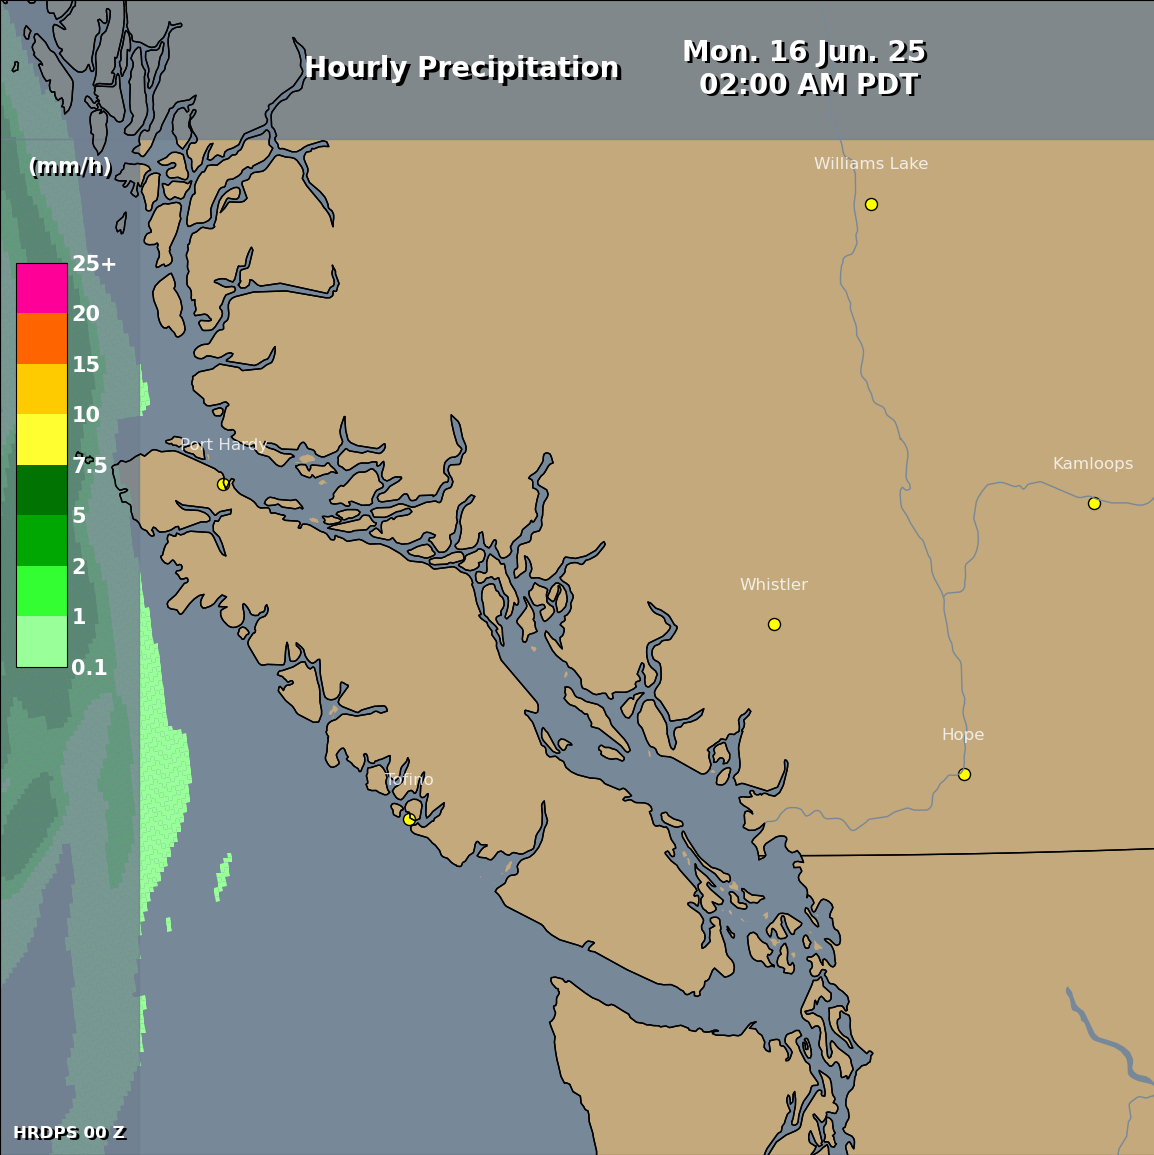 Hourly Precipitation
Mon. 16 Jun. 25
02:00 AM PDT
(mm/h)
Williams Lake
25+
20
15
10
7.5
5
2
1
0.1
Port Hardy
Kamloops
Whistler
Hope
Tofino
HRDPS 00 Z